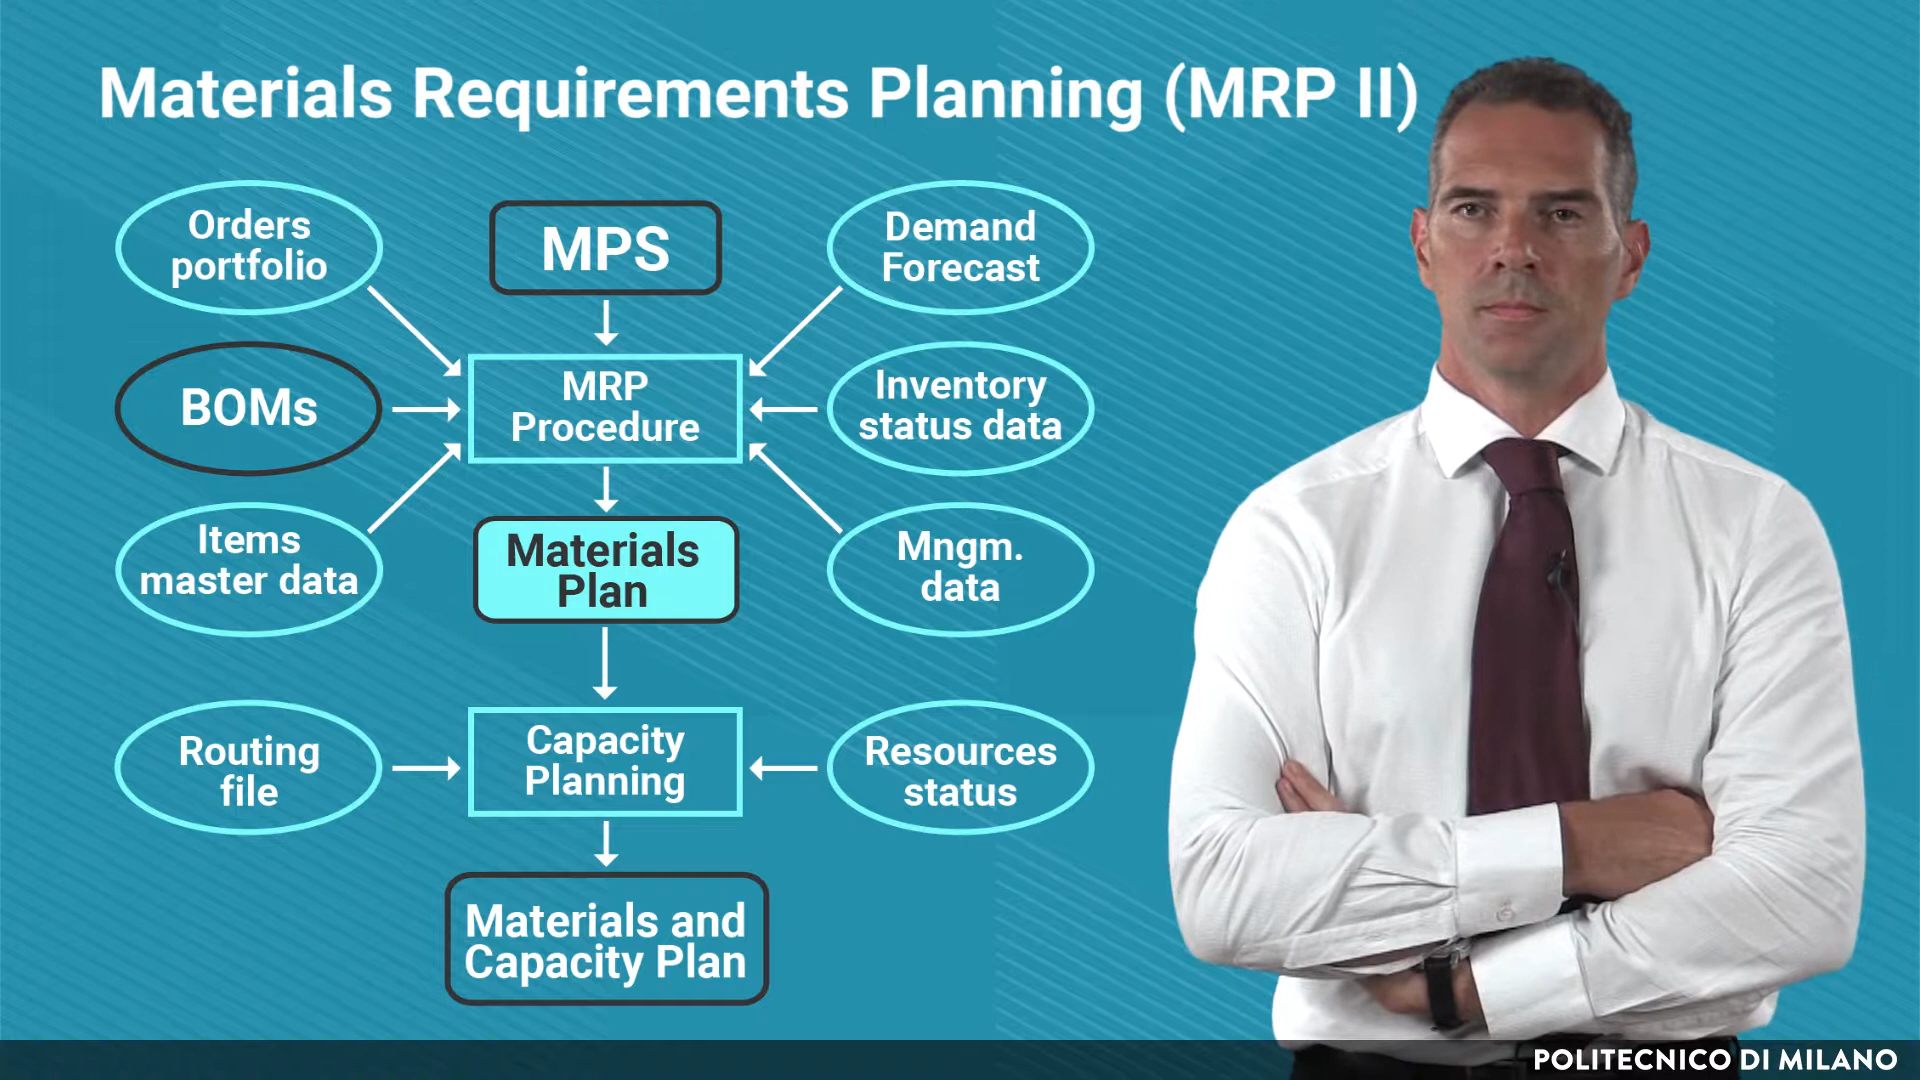 Materials Requirements Planning (MRP II)
Orders
portfolio
MPS
Demand
Forecast
BOMs
MRP
Procedure
Inventory
status data
Items
master data
Materials
Plan
Mngm.
data
Routing
file
Capacity
Planning
Resources
status
Materials and
Capacity Plan
POLITECNICO DI MILANO